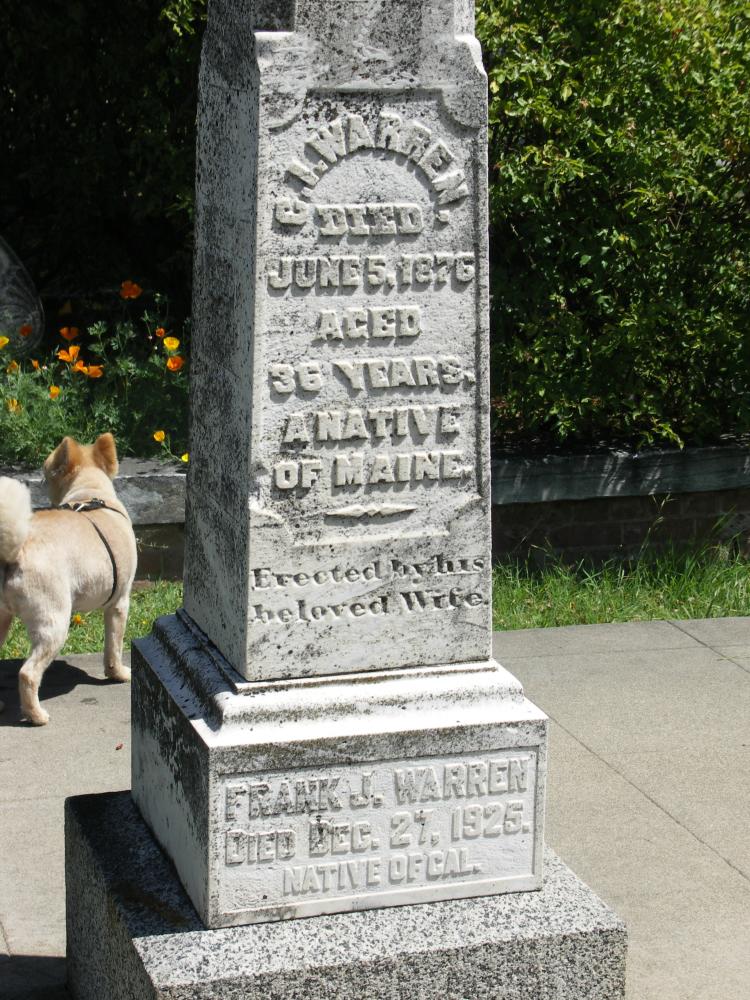 C. J. WARREN.
DIED
JUNE 5, 1876
AGED
36 YEARS.
A NATIVE
OF MAINE.
Erected by his
beloved Wife.
FRANK J. WARREN
DIED DEC. 27, 1925.
NATIVE OF CAL.